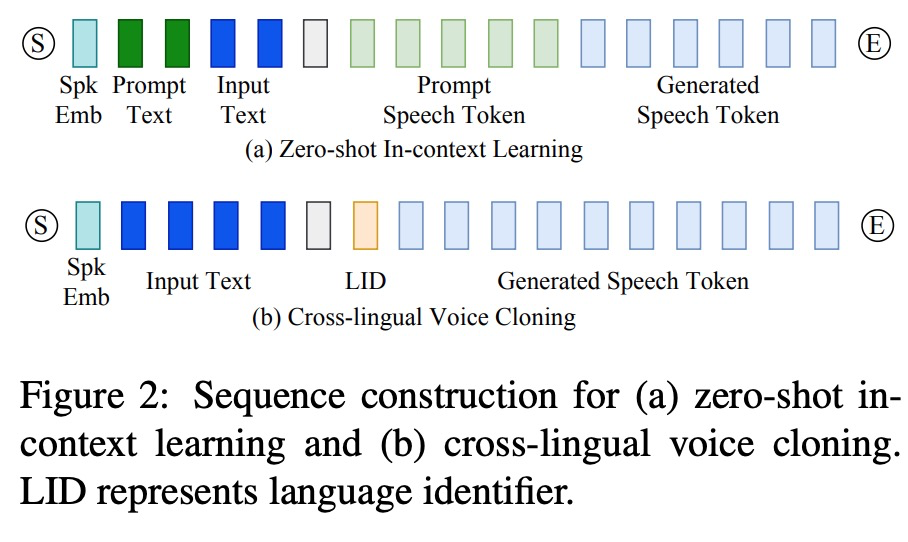 S E
Spk Prompt Input Prompt Generated
Emb Text Text Speech Token Speech Token
(a) Zero-shot In-context Learning
S E
Spk
Emb Input Text LID Generated Speech Token
(b) Cross-lingual Voice Cloning
Figure 2: Sequence construction for (a) zero-shot in-
context learning and (b) cross-lingual voice cloning.
LID represents language identifier.